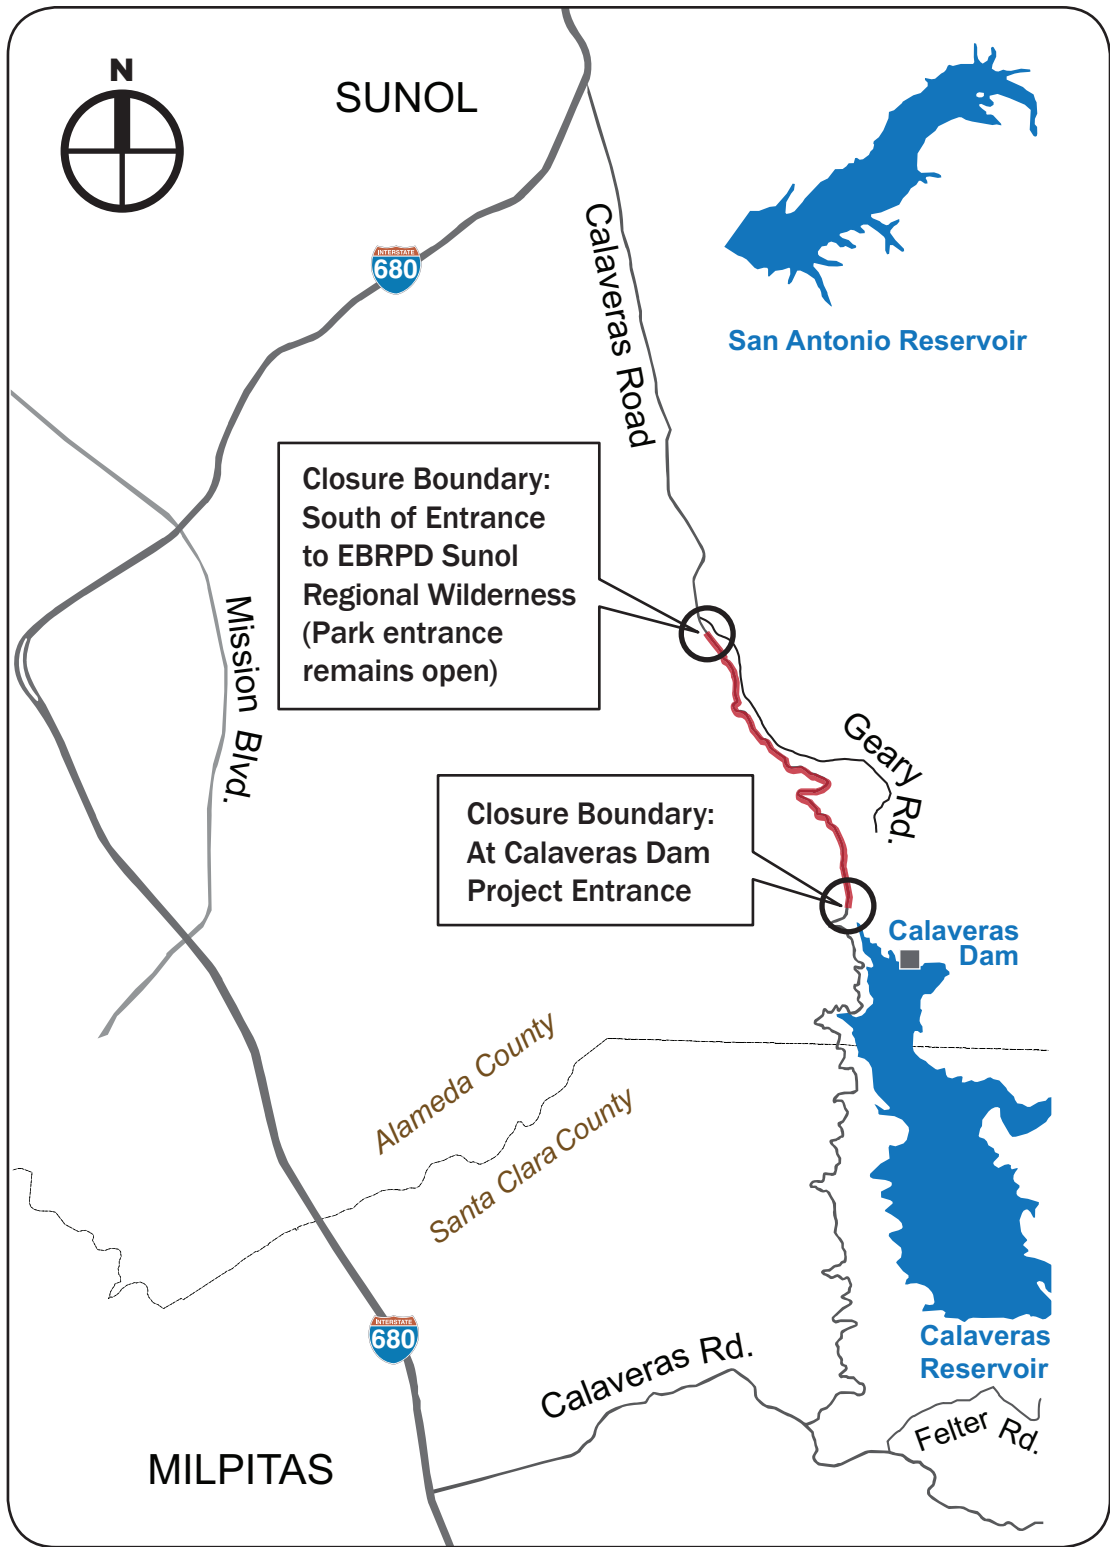 N
SUNOL
INTERSTATE
680
Calaveras Road
San Antonio Reservoir
Closure Boundary:
South of Entrance
to EBRPD Sunol
Regional Wilderness
(Park entrance
remains open)
Mission Blvd.
Geary Rd.
Closure Boundary:
At Calaveras Dam
Project Entrance
Calaveras
Dam
Alameda County
Santa Clara County
INTERSTATE
680
Calaveras
Reservoir
Calaveras Rd.
Felter Rd.
MILPITAS